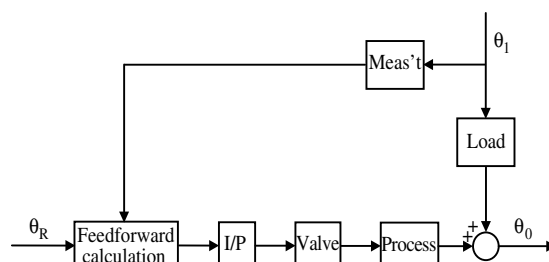 θ1
Meas't
Load
θR
Feedforward
calculation
I/P
Valve
Process
+
+
θ0